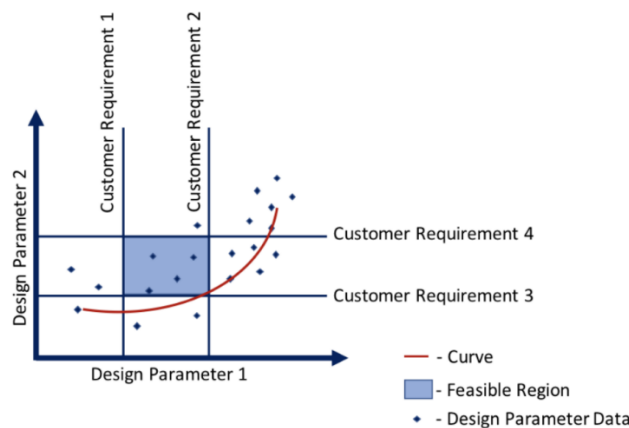 Customer Requirement 1
Customer Requirement 2
Design Parameter 2
Customer Requirement 4
Customer Requirement 3
Design Parameter 1
- Curve
- Feasible Region
- Design Parameter Data